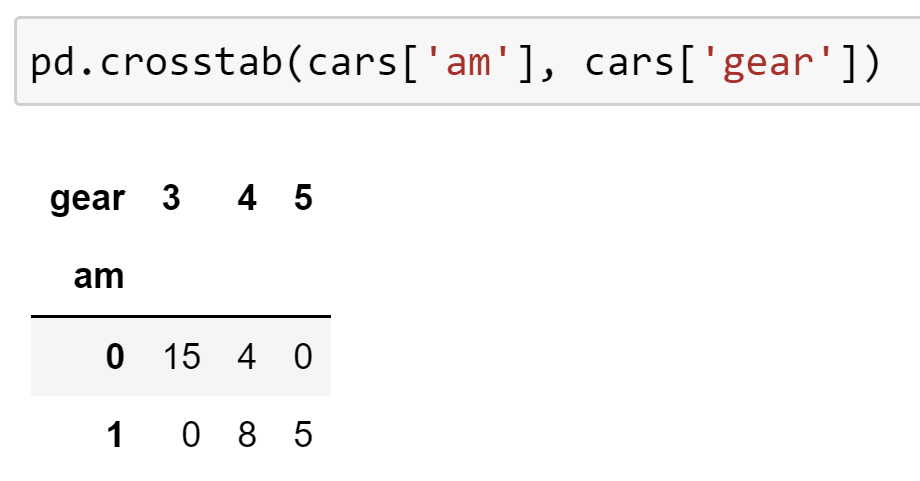 pd.crosstab(cars['am'], cars['gear'])
gear 3 4 5
am
0 15 4 0
1 0 8 5